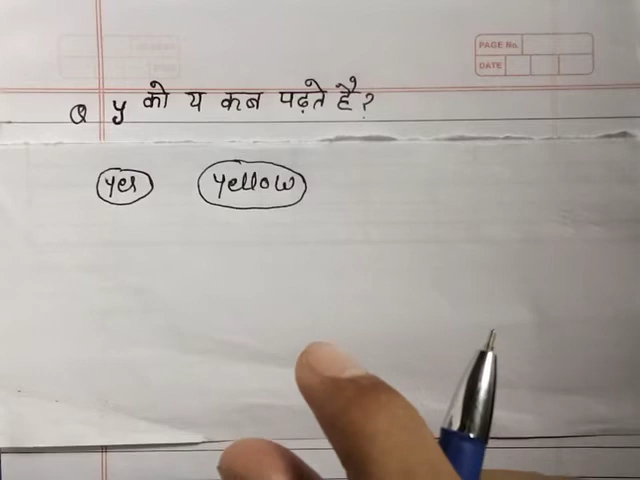 PAGE No.
DATE
Q y को य कब पढ़ते है?
yes yellow